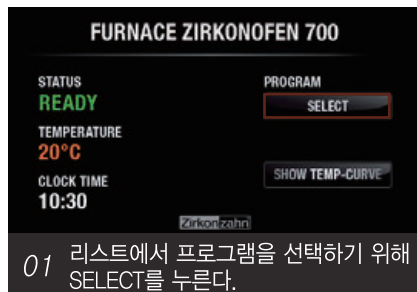 FURNACE ZIRKONOFEN 700
STATUS
READY
PROGRAM
SELECT
TEMPERATURE
20°C
SHOW TEMP-CURVE
CLOCK TIME
10:30
Zirkonzahn
01 리스트에서 프로그램을 선택하기 위해
SELECT를 누른다.